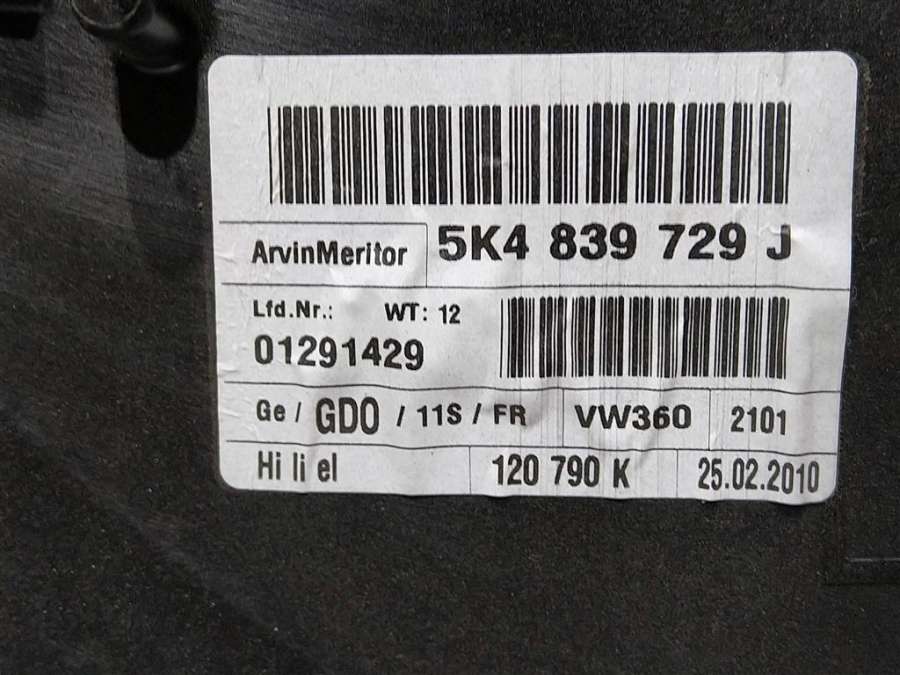 ArvinMeritor 5K4 839 729 J
Lfd.Nr.: WT: 12
01291429
Ge / GDO / 11S / FR VW360 2101
Hi li el 120 790 K 25.02.2010